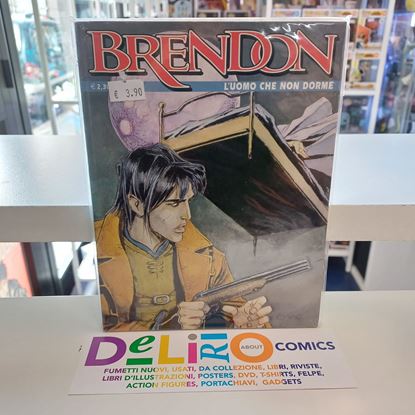 BRENDON
L'UOMO CHE NON DORME
€ 3.90
DeLiRiO ABOUT COMICS
FUMETTI NUOVI, USATI, DA COLLEZIONE, LIBRI, RIVISTE,
LIBRI D'ILLUSTRAZIONI, POSTERS, DVD, T-SHIRTS, FELPE,
ACTION FIGURES, PORTACHIAVI, GADGETS